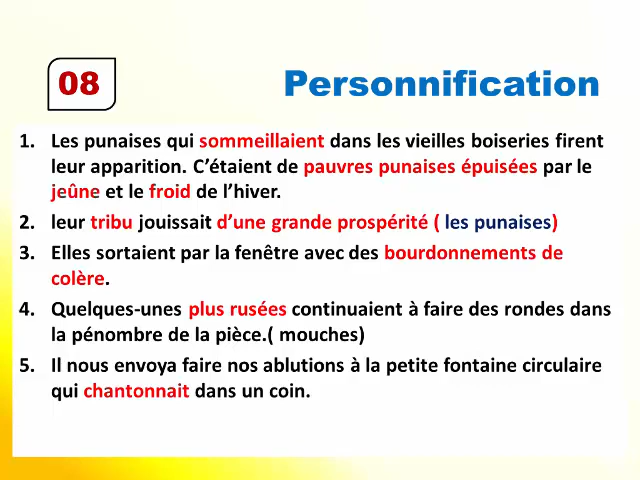 08
Personnification
1. Les punaises qui sommeillaient dans les vieilles boiseries firent
leur apparition. C’étaient de pauvres punaises épuisées par le
jeûne et le froid de l’hiver.
2. leur tribu jouissait d’une grande prospérité ( les punaises)
3. Elles sortaient par la fenêtre avec des bourdonnements de
colère.
4. Quelques-unes plus rusées continuaient à faire des rondes dans
la pénombre de la pièce.( mouches)
5. Il nous envoya faire nos ablutions à la petite fontaine circulaire
qui chantonnait dans un coin.